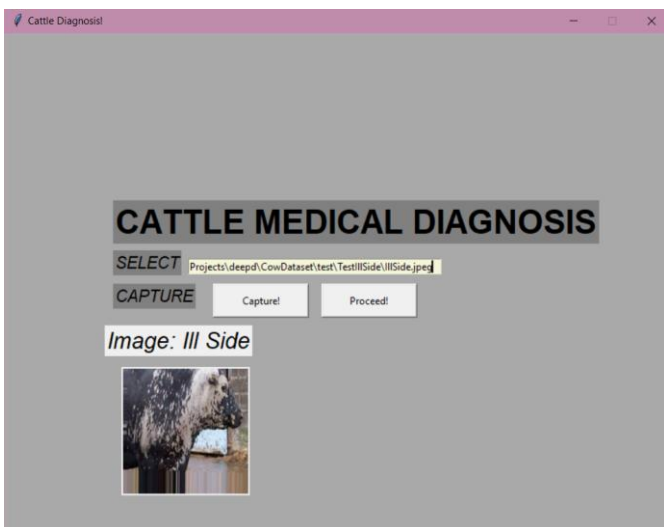 Cattle Diagnosis!
CATTLE MEDICAL DIAGNOSIS
SELECT Projects\deepd\CowDataset\test\TestIllSide\IllSide.jpeg
CAPTURE Capture! Proceed!
Image: Ill Side